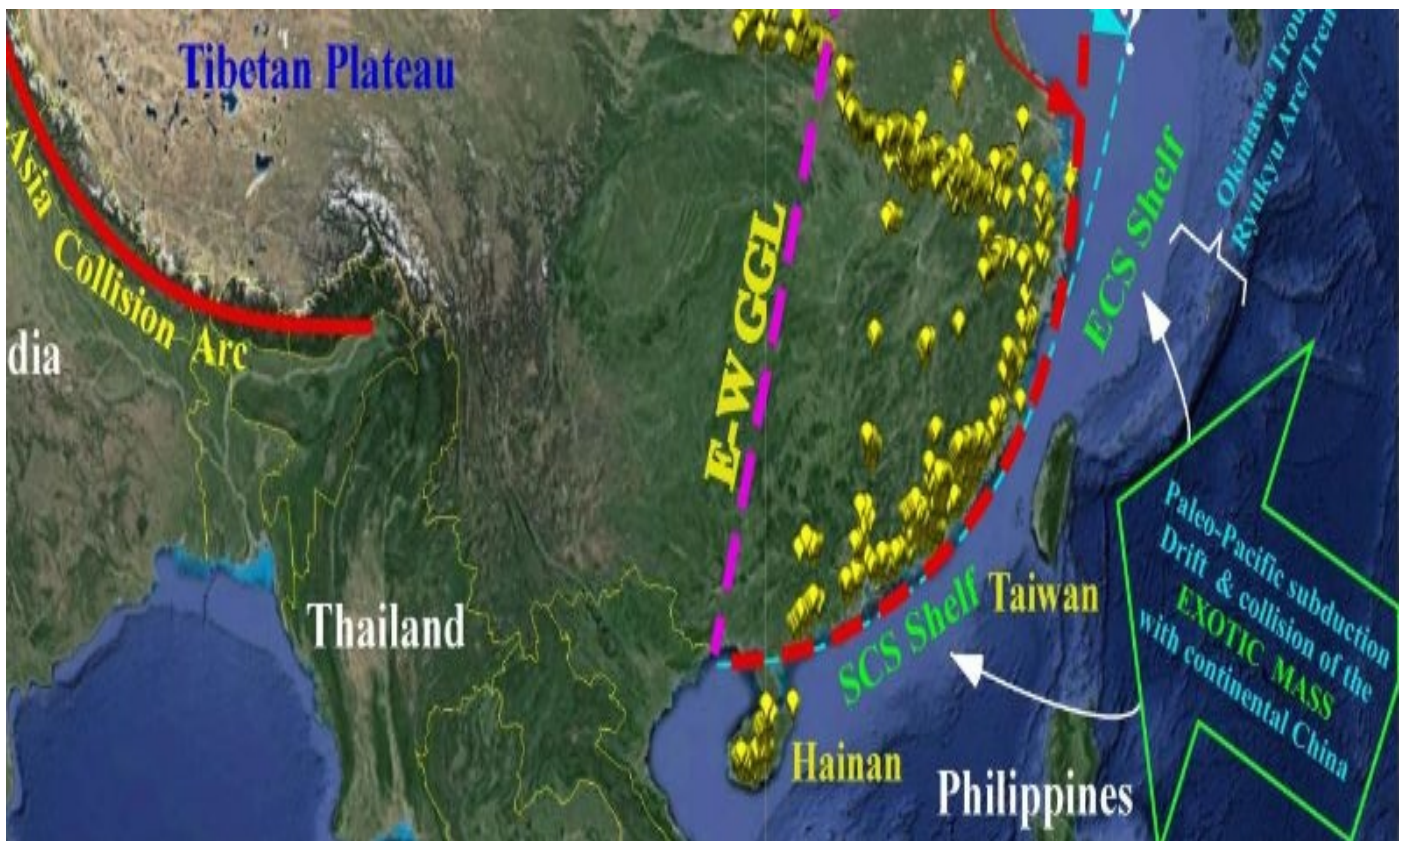 Tibetan Plateau
Asia Collision Arc
dia
E-W GGL
Thailand
ECS Shelf
Okinawa Troug
Ryukyu Arc/Tren
SCS Shelf
Taiwan
Hainan
Philippines
Paleo-Pacific subduction
Drift & collision of the
EXOTIC MASS
with continental China